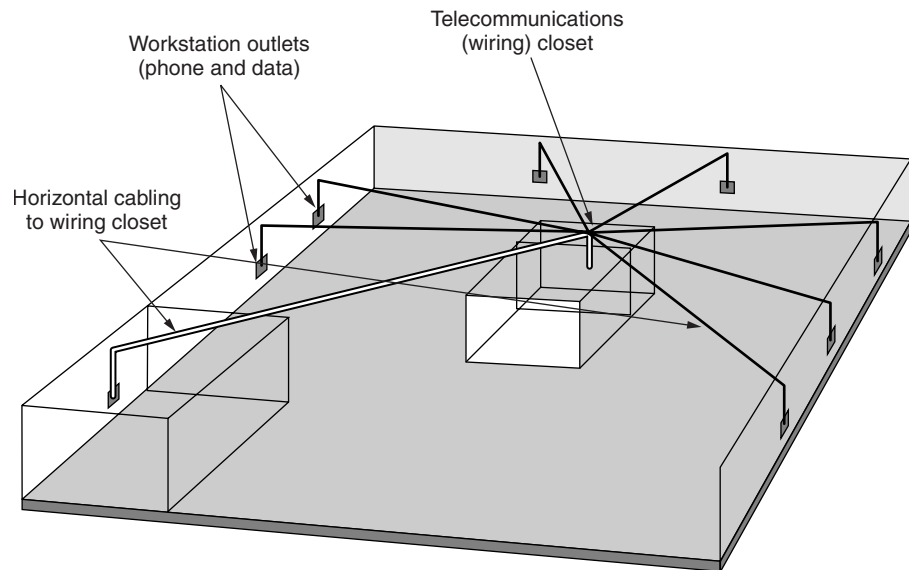 Telecommunications
(wiring) closet
Workstation outlets
(phone and data)
Horizontal cabling
to wiring closet